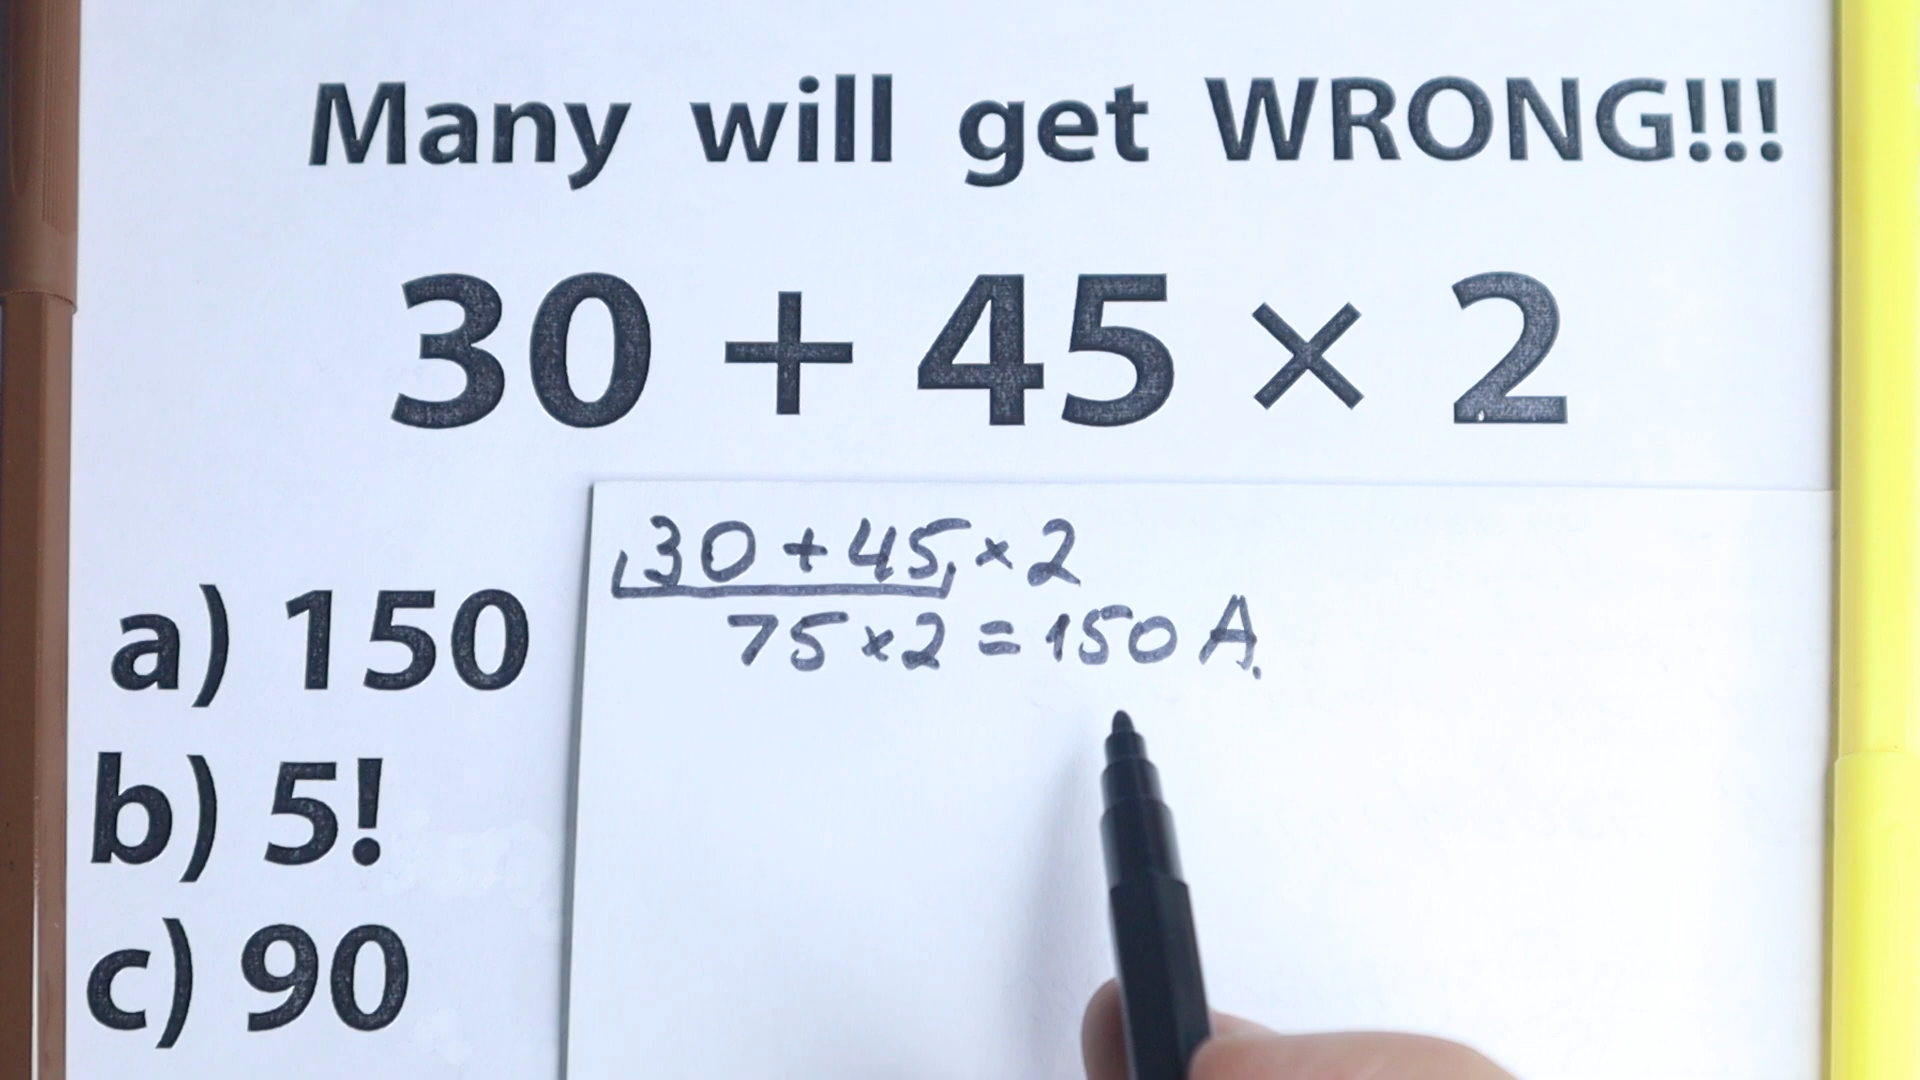 Many will get WRONG!!!
30 + 45 × 2
a) 150
b) 5!
c) 90
30 + 45 × 2
75 × 2 = 150 A.